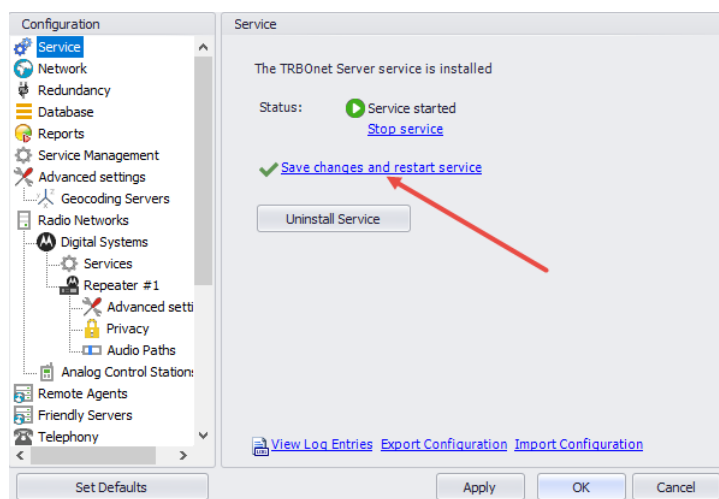 Configuration
Service
Network
Redundancy
Database
Reports
Service Management
Advanced settings
Geocoding Servers
Radio Networks
Digital Systems
Services
Repeater #1
Advanced setti
Privacy
Audio Paths
Analog Control Station:
Remote Agents
Friendly Servers
Telephony
Set Defaults
Service
The TRBOnet Server service is installed
Status: Service started
Stop service
Save changes and restart service
Uninstall Service
View Log Entries Export Configuration Import Configuration
Apply OK Cancel